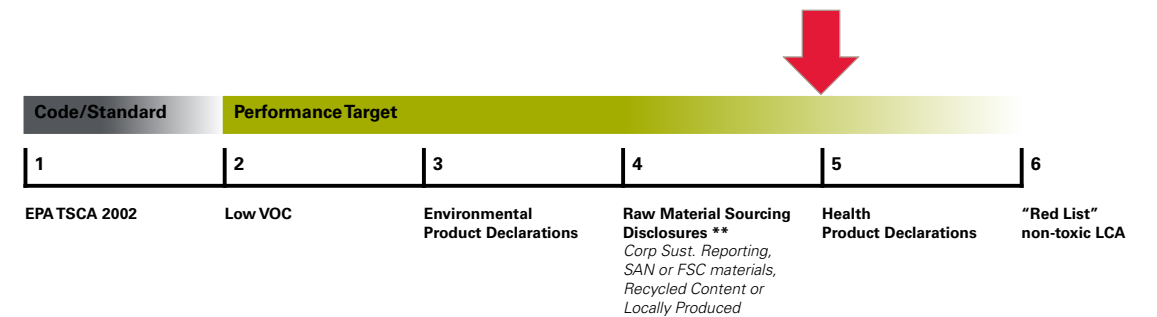 Code/Standard
Performance Target
1
2
3
4
5
6
EPA TSCA 2002
Low VOC
Environmental
Product Declarations
Raw Material Sourcing
Disclosures **
Corp Sust. Reporting,
SAN or FSC materials,
Recycled Content or
Locally Produced
Health
Product Declarations
“Red List”
non-toxic LCA